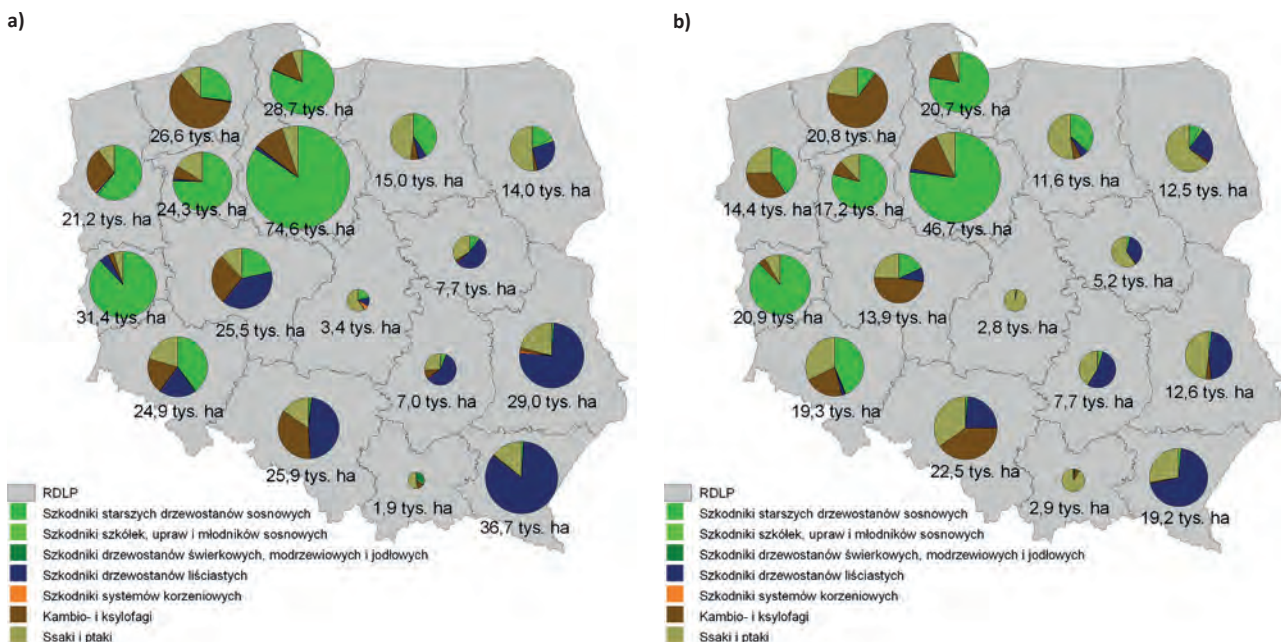 a)
28,7 tys. ha
26,6 tys. ha
15,0 tys. ha
14,0 tys. ha
21,2 tys. ha
24,3 tys. ha
74,6 tys. ha
7,7 tys. ha
31,4 tys. ha
25,5 tys. ha
3,4 tys. ha
24,9 tys. ha
7,0 tys. ha
29,0 tys. ha
25,9 tys. ha
1,9 tys. ha
36,7 tys. ha
RDLP
Szkodniki starszych drzewostanów sosnowych
Szkodniki szkółek, upraw i młodników sosnowych
Szkodniki drzewostanów świerkowych, modrzewiowych i jodłowych
Szkodniki drzewostanów liściastych
Szkodniki systemów korzeniowych
Kambio- i ksylofagi
Ssaki i ptaki
b)
20,7 tys. ha
20,8 tys. ha
11,6 tys. ha
12,5 tys. ha
14,4 tys. ha
17,2 tys. ha
46,7 tys. ha
5,2 tys. ha
20,9 tys. ha
13,9 tys. ha
2,8 tys. ha
19,3 tys. ha
7,7 tys. ha
12,6 tys. ha
22,5 tys. ha
2,9 tys. ha
19,2 tys. ha
RDLP
Szkodniki starszych drzewostanów sosnowych
Szkodniki szkółek, upraw i młodników sosnowych
Szkodniki drzewostanów świerkowych, modrzewiowych i jodłowych
Szkodniki drzewostanów liściastych
Szkodniki systemów korzeniowych
Kambio- i ksylofagi
Ssaki i ptaki